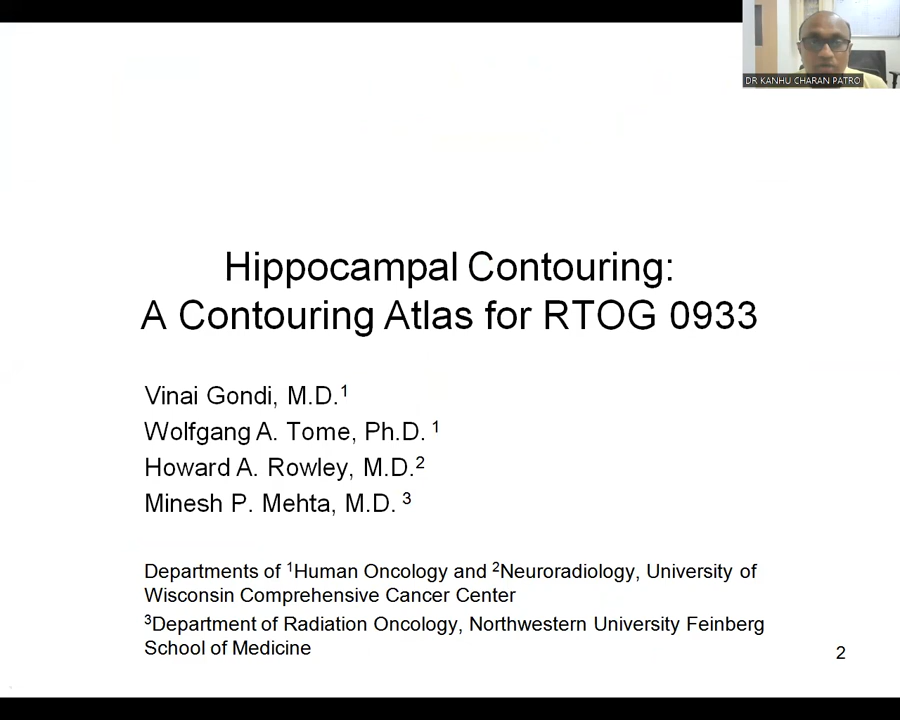 DR KANHU CHARAN PATRO
Hippocampal Contouring:
A Contouring Atlas for RTOG 0933
Vinai Gondi, M.D.¹
Wolfgang A. Tome, Ph.D. ¹
Howard A. Rowley, M.D.²
Minesh P. Mehta, M.D. ³
Departments of ¹Human Oncology and ²Neuroradiology, University of
Wisconsin Comprehensive Cancer Center
³Department of Radiation Oncology, Northwestern University Feinberg
School of Medicine
2